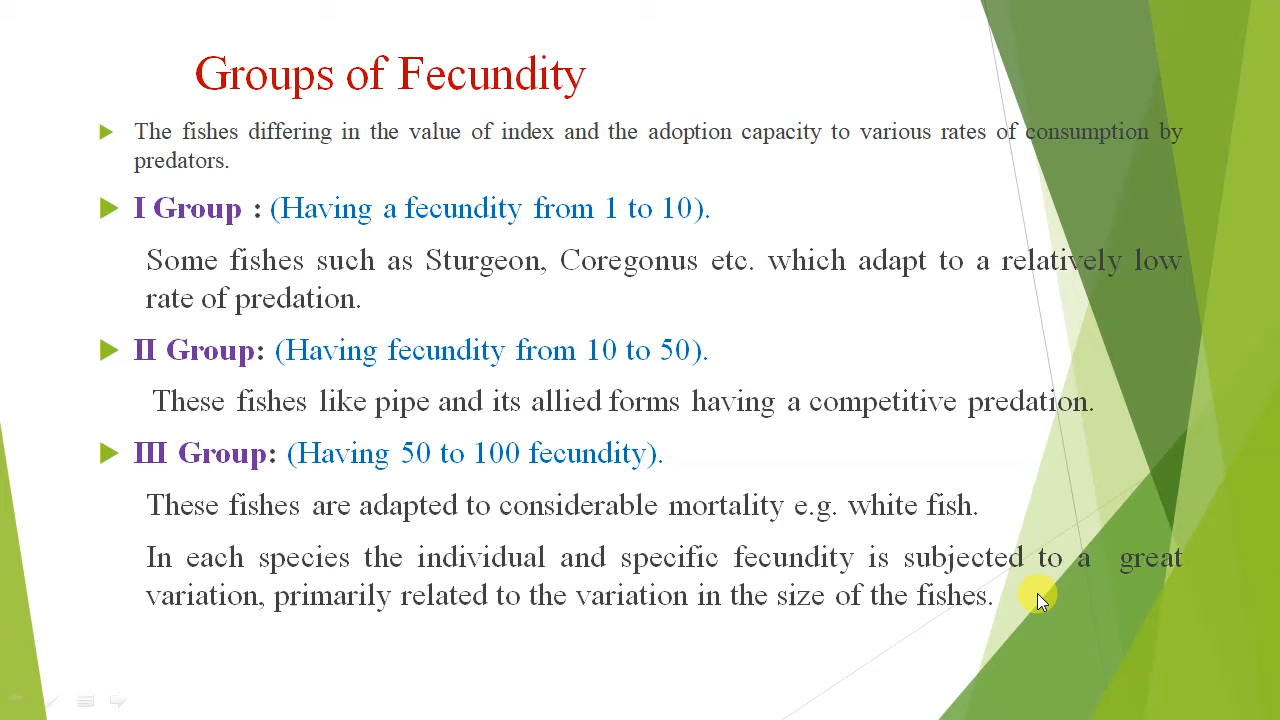 Groups of Fecundity
The fishes differing in the value of index and the adoption capacity to various rates of consumption by
predators.
I Group : (Having a fecundity from 1 to 10).
Some fishes such as Sturgeon, Coregonus etc. which adapt to a relatively low
rate of predation.
II Group: (Having fecundity from 10 to 50).
These fishes like pipe and its allied forms having a competitive predation.
III Group: (Having 50 to 100 fecundity).
These fishes are adapted to considerable mortality e.g. white fish.
In each species the individual and specific fecundity is subjected to a great
variation, primarily related to the variation in the size of the fishes.